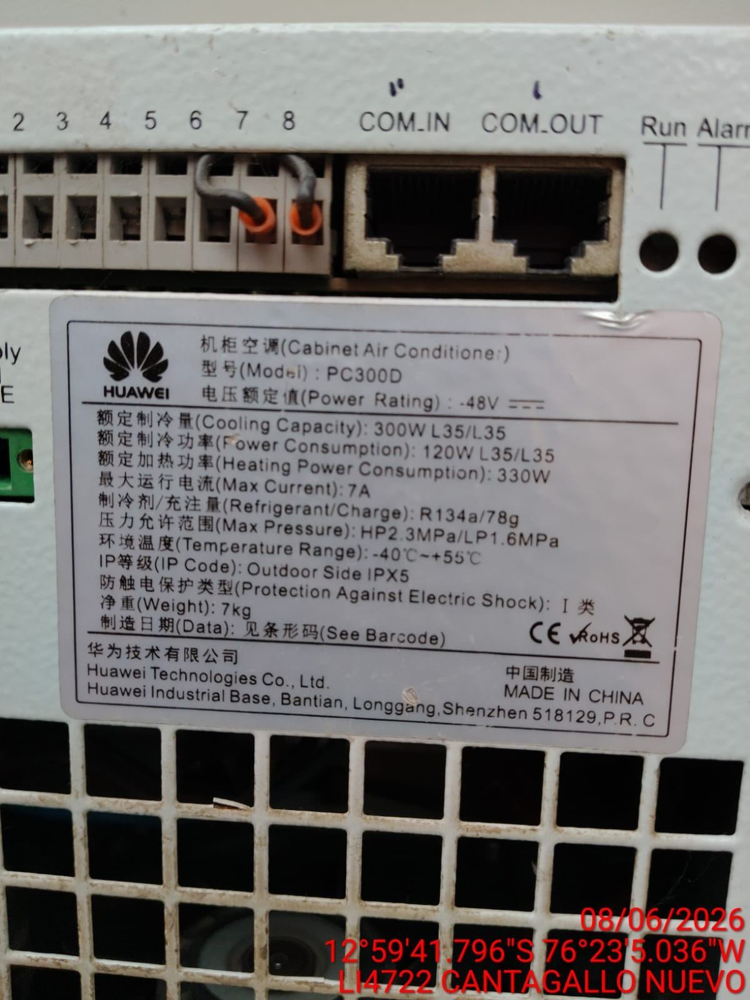 2 3 4 5 6 7 8 COM_IN COM_OUT Run Alarm
机柜空调(Cabinet Air Conditioner)
型号(Model) : PC300D
HUAWEI
电压额定值(Power Rating) : -48V
额定制冷量(Cooling Capacity): 300W L35/L35
额定制冷功率(Power Consumption): 120W L35/L35
额定加热功率(Heating Power Consumption): 330W
最大运行电流(Max Current): 7A
制冷剂/充注量(Refrigerant/Charge): R134a/78g
压力允许范围(Max Pressure): HP2.3MPa/LP1.6MPa
环境温度(Temperature Range): -40℃~+55℃
IP等级(IP Code): Outdoor Side IPX5
防触电保护类型(Protection Against Electric Shock): I 类
净重(Weight): 7kg
制造日期(Data): 见条形码(See Barcode)
CE RoHS
华为技术有限公司
Huawei Technologies Co., Ltd.
Huawei Industrial Base, Bantian, Longgang,Shenzhen 518129,P.R. C
中国制造
MADE IN CHINA
08/06/2026
12°59'41.796"S 76°23'5.036"W
LI4722 CANTAGALLO NUEVO